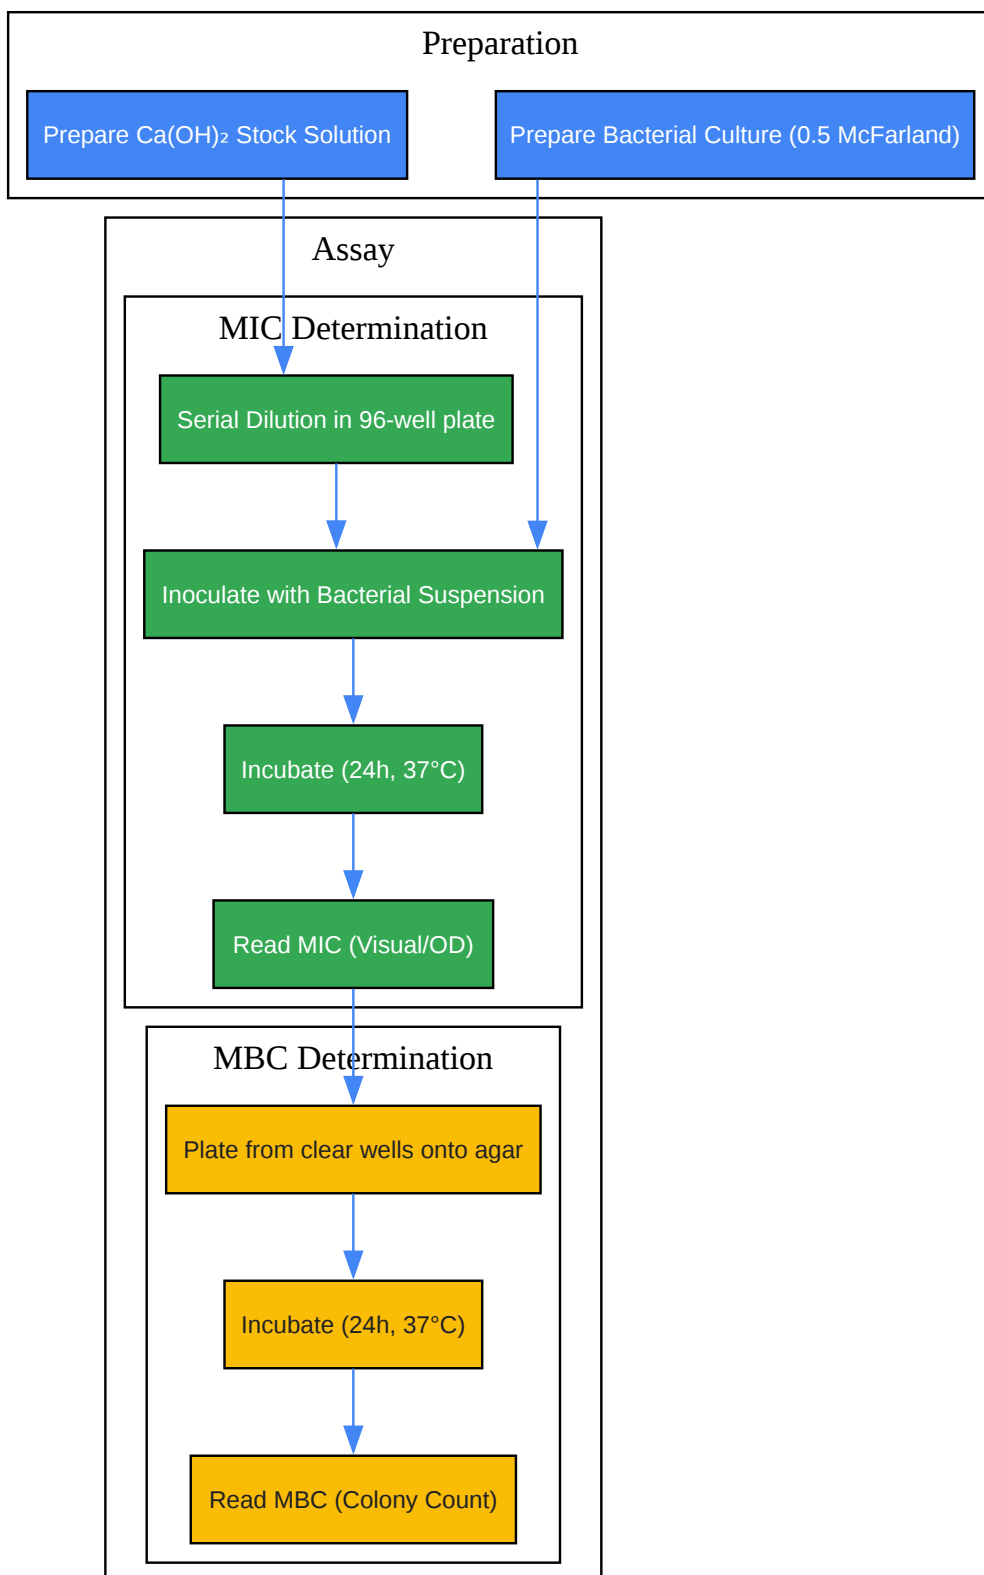 Preparation
Prepare Ca(OH)₂ Stock Solution
Prepare Bacterial Culture (0.5 McFarland)
Assay
MIC Determination
Serial Dilution in 96-well plate
Inoculate with Bacterial Suspension
Incubate (24h, 37°C)
Read MIC (Visual/OD)
MBC Determination
Plate from clear wells onto agar
Incubate (24h, 37°C)
Read MBC (Colony Count)